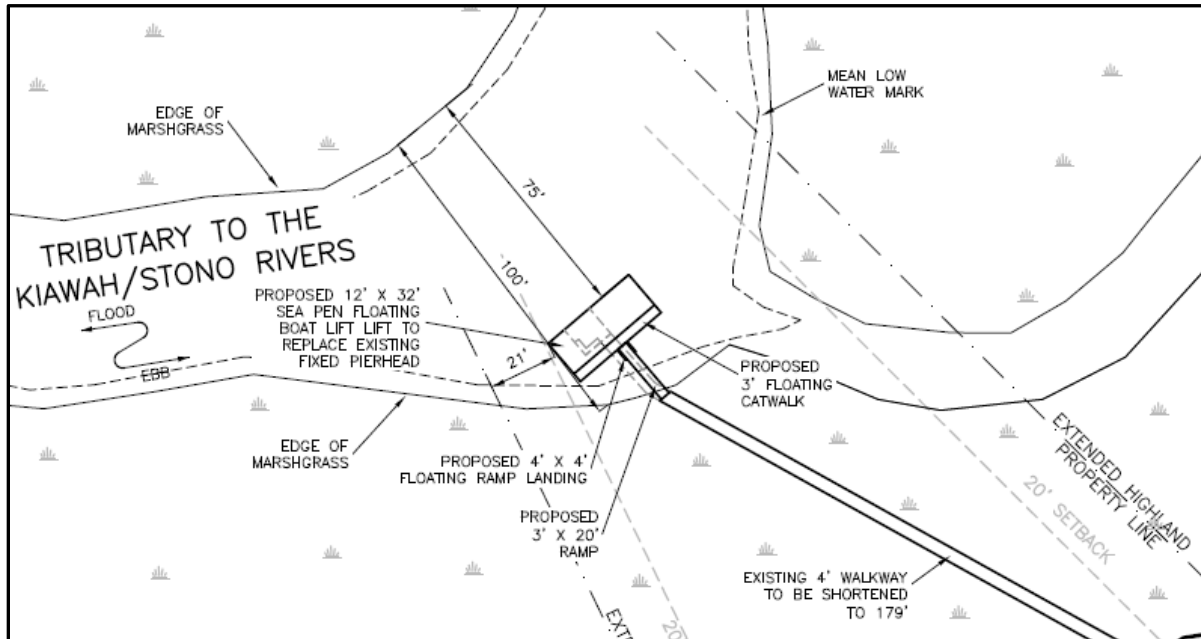 EDGE OF
MARSHGRASS
MEAN LOW
WATER MARK
75'
TRIBUTARY TO THE
KIAWAH/STONO RIVERS
100'
FLOOD
EBB
PROPOSED 12' X 32'
SEA PEN FLOATING
BOAT LIFT LIFT TO
REPLACE EXISTING
FIXED PIERHEAD
21'
PROPOSED
3' FLOATING
CATWALK
EDGE OF
MARSHGRASS
PROPOSED 4' X 4'
FLOATING RAMP LANDING
PROPOSED
3' X 20'
RAMP
EXTENDED HIGHLAND
PROPERTY LINE
20' SETBACK
EXISTING 4' WALKWAY
TO BE SHORTENED
TO 179'